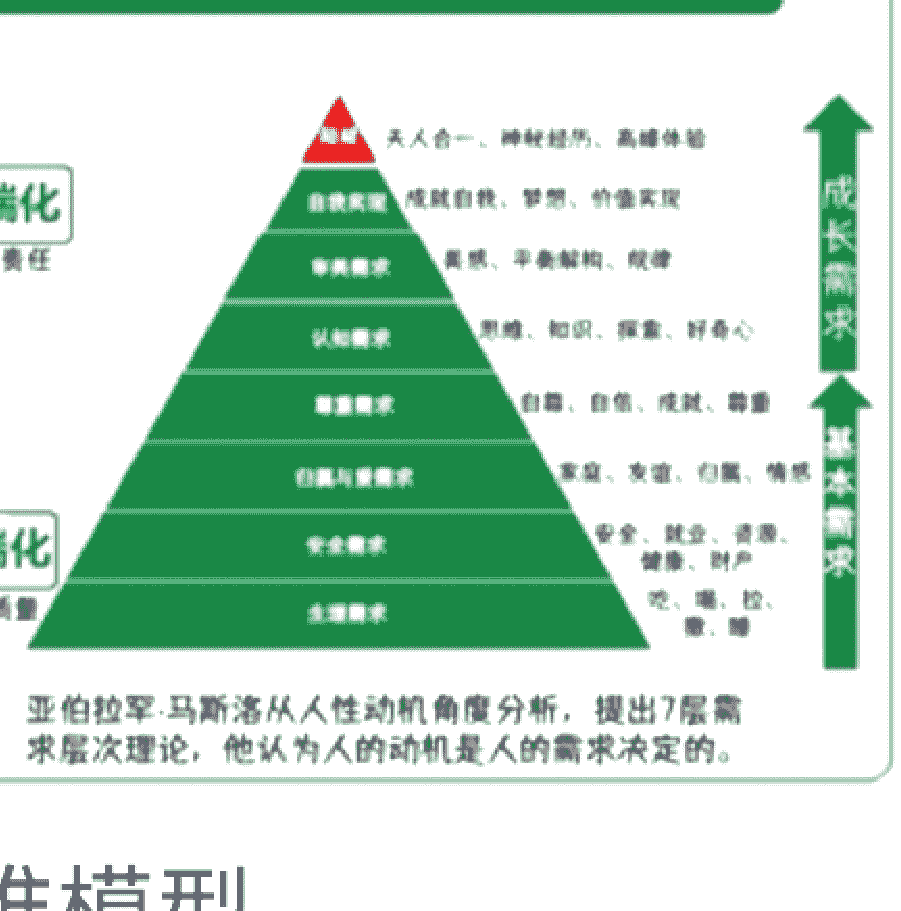 天人合一、神秘经历、高峰体验
自我实现
成就自我、梦想、价值实现
端化
责任
审美需求
美感、平衡解构、规律
认知需求
思维、知识、探索、好奇心
成长需求
尊重需求
自尊、自信、成就、尊重
归属与爱需求
家庭、友谊、归属、情感
基本需求
端化
质量
安全需求
安全、就业、资源、
健康、财产
生理需求
吃、喝、拉、
撒、睡
亚伯拉罕·马斯洛从人性动机角度分析，提出7层需
求层次理论，他认为人的动机是人的需求决定的。
模型